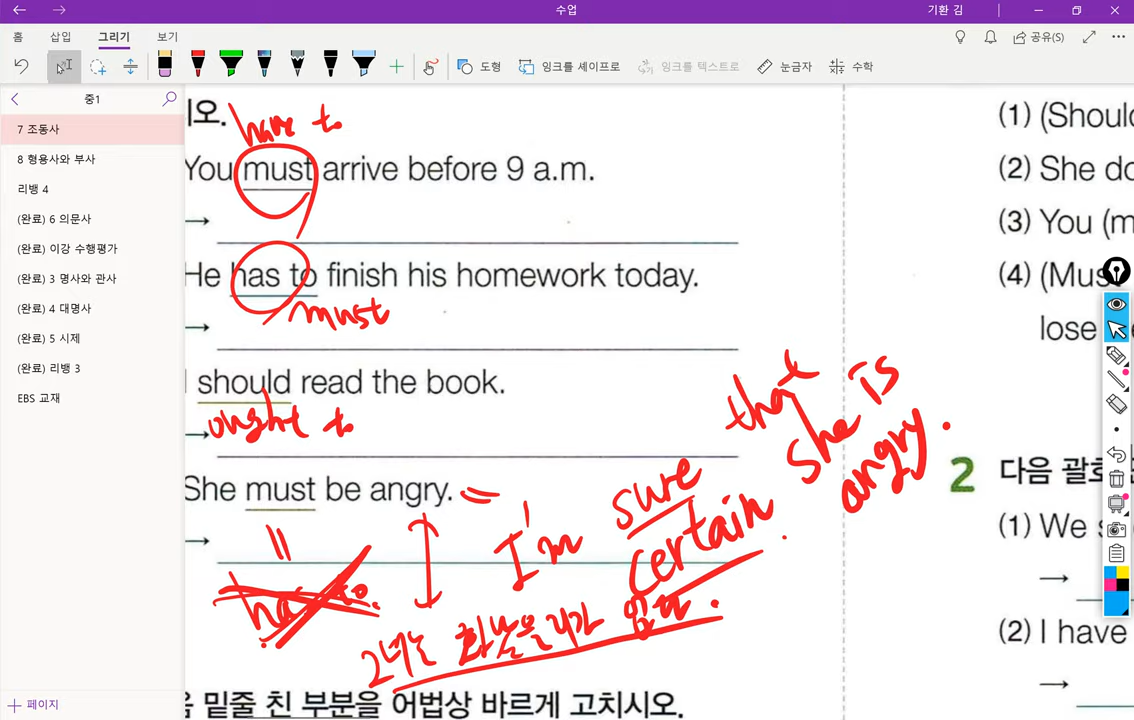 수업
기환 김
홈 삽입 그리기 보기
공유(S)
도형 잉크를 셰이프로 잉크를 텍스트로 눈금자 수학
중1
7 조동사
8 형용사와 부사
리뱅 4
(완료) 6 의문사
(완료) 이강 수행평가
(완료) 3 명사와 관사
(완료) 4 대명사
(완료) 5 시제
(완료) 리뱅 3
EBS 교재
페이지
시오.
have to
You must arrive before 9 a.m.
→
He has to finish his homework today.
must
→
I should read the book.
→ ought to
She must be angry. = I'm sure certain that she is angry.
→
has to.
그녀는 화났을리가 없다.
밑줄 친 부분을 어법상 바르게 고치시오.
(1) (Should
(2) She do
(3) You (m
(4) (Mus
lose
2 다음 괄호
(1) We s
→
(2) I have
→